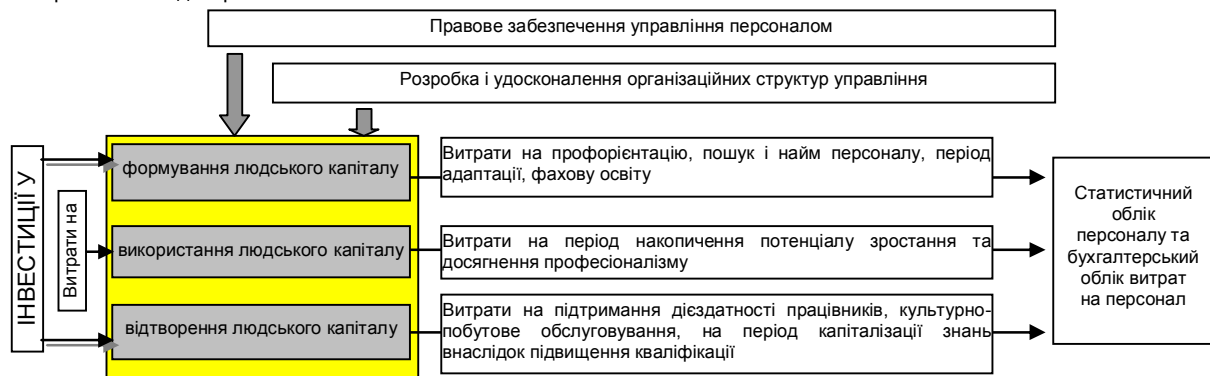 Правове забезпечення управління персоналом
Розробка і удосконалення організаційних структур управління
ІНВЕСТИЦІЇ У
Витрати на
формування людського капіталу
Витрати на профорієнтацію, пошук і найм персоналу, період
адаптації, фахову освіту
використання людського капіталу
Витрати на період накопичення потенціалу зростання та
досягнення професіоналізму
відтворення людського капіталу
Витрати на підтримання дієздатності працівників, культурно-
побутове обслуговування, на період капіталізації знань
внаслідок підвищення кваліфікації
Статистичний
облік
персоналу та
бухгалтерський
облік витрат
на персонал